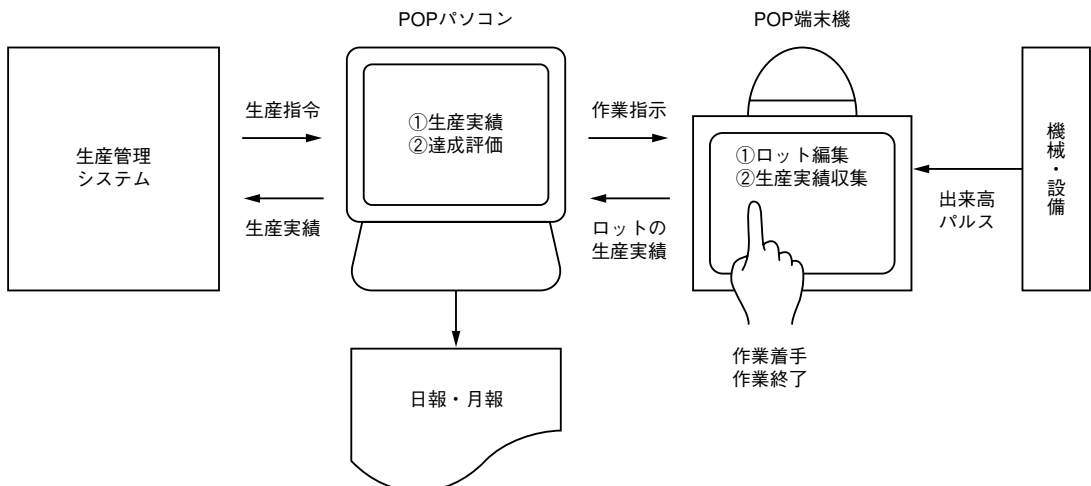 POPパソコン
POP端末機
生産管理
システム
生産指令
生産実績
①生産実績
②達成評価
作業指示
ロットの
生産実績
①ロット編集
②生産実績収集
出来高
パルス
機械・設備
作業着手
作業終了
日報・月報